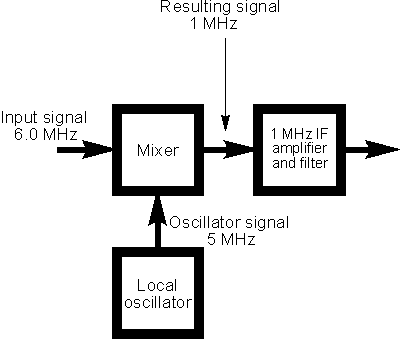 Resulting signal
1 MHz
Input signal
6.0 MHz
Mixer
1 MHz IF
amplifier
and filter
Oscillator signal
5 MHz
Local
oscillator